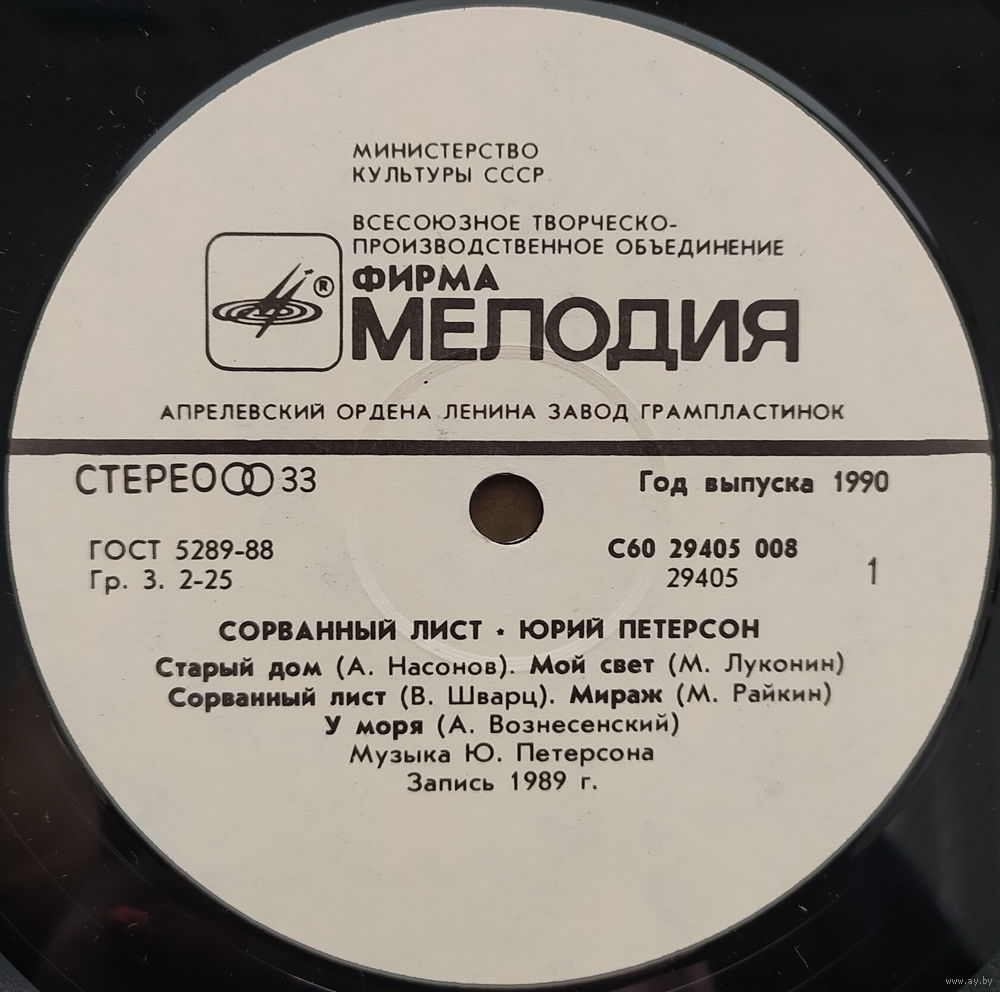 МИНИСТЕРСТВО
КУЛЬТУРЫ СССР
ВСЕСОЮЗНОЕ ТВОРЧЕСКО-
ПРОИЗВОДСТВЕННОЕ ОБЪЕДИНЕНИЕ
ФИРМА
®
МЕЛОДИЯ
АПРЕЛЕВСКИЙ ОРДЕНА ЛЕНИНА ЗАВОД ГРАМПЛАСТИНОК
СТЕРЕО 33
Год выпуска 1990
ГОСТ 5289-88
Гр. 3. 2-25
С60 29405 008
29405
1
СОРВАННЫЙ ЛИСТ • ЮРИЙ ПЕТЕРСОН
Старый дом (А. Насонов). Мой свет (М. Луконин)
Сорванный лист (В. Шварц). Мираж (М. Райкин)
У моря (А. Вознесенский)
Музыка Ю. Петерсона
Запись 1989 г.
www.ay.by